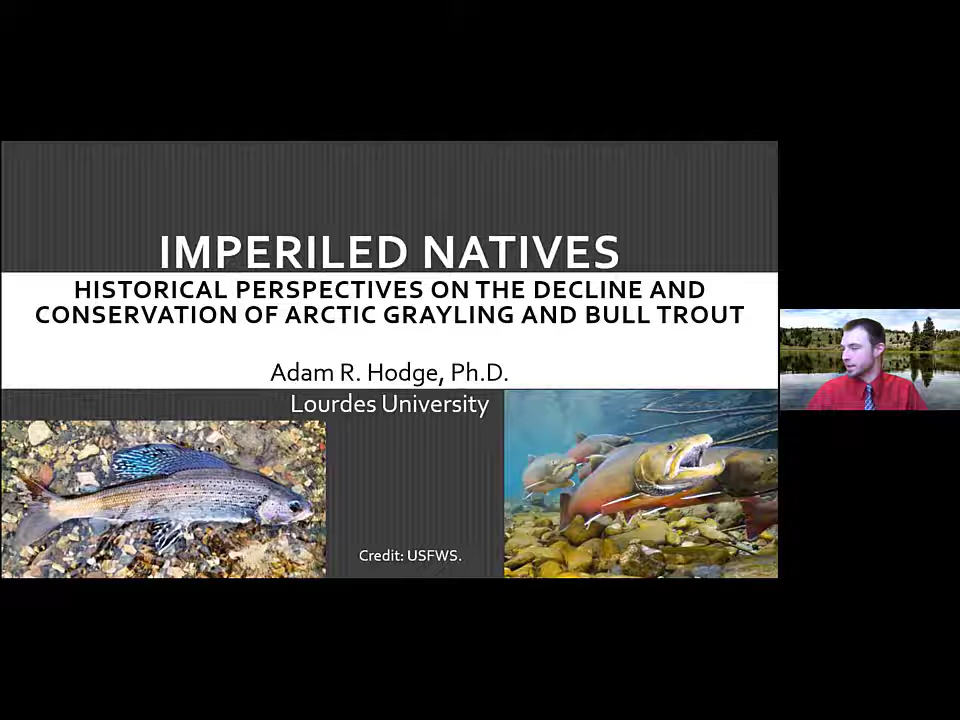 IMPERILED NATIVES
HISTORICAL PERSPECTIVES ON THE DECLINE AND
CONSERVATION OF ARCTIC GRAYLING AND BULL TROUT
Adam R. Hodge, Ph.D.
Lourdes University
Credit: USFWS.